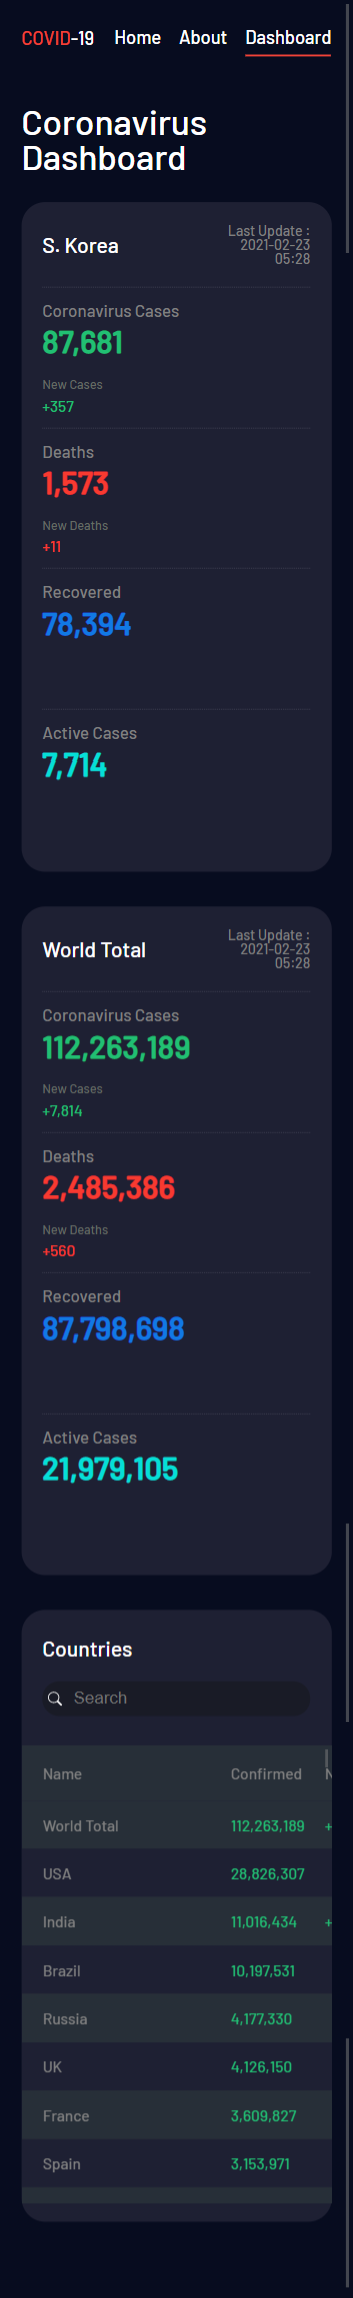 COVID-19 Home About Dashboard
Coronavirus
Dashboard
S. Korea
Last Update :
2021-02-23
05:28
Coronavirus Cases
87,681
New Cases
+357
Deaths
1,573
New Deaths
+11
Recovered
78,394
Active Cases
7,714
World Total
Last Update :
2021-02-23
05:28
Coronavirus Cases
112,263,189
New Cases
+7,814
Deaths
2,485,386
New Deaths
+560
Recovered
87,798,698
Active Cases
21,979,105
Countries
Search
Name Confirmed
World Total 112,263,189 +
USA 28,826,307
India 11,016,434 +
Brazil 10,197,531
Russia 4,177,330
UK 4,126,150
France 3,609,827
Spain 3,153,971